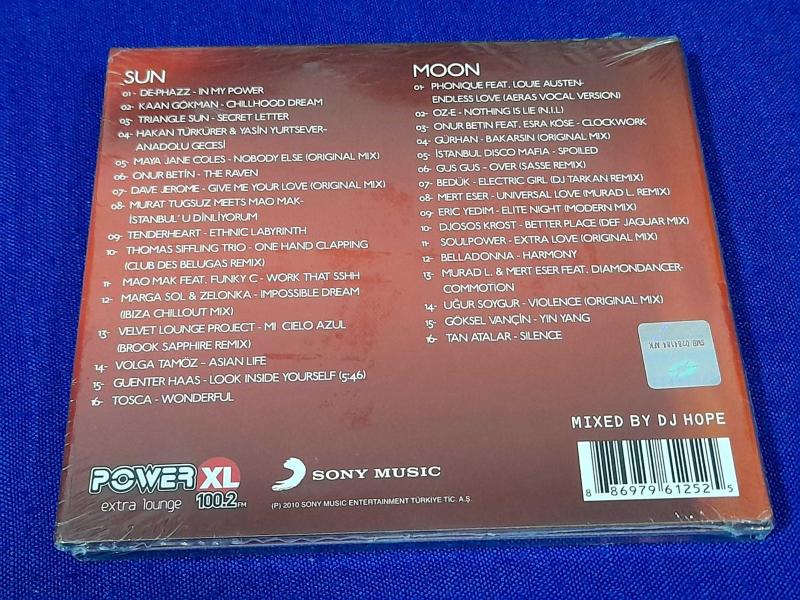 SUN
01- DE-PHAZZ - IN MY POWER
02- KAAN GÖKMAN - CHILLHOOD DREAM
03- TRIANGLE SUN - SECRET LETTER
04- HAKAN TÜRKÜRER & YASİN YURTSEVER-
ANADOLU GECESİ
05- MAYA JANE COLES - NOBODY ELSE (ORIGINAL MIX)
06- ONUR BETİN - THE RAVEN
07- DAVE JEROME - GIVE ME YOUR LOVE (ORIGINAL MIX)
08- MURAT TUGSUZ MEETS MAO MAK-
İSTANBUL' U DİNLİYORUM
09- TENDERHEART - ETHNIC LABYRINTH
10- THOMAS SIFFLING TRIO - ONE HAND CLAPPING
(CLUB DES BELUGAS REMIX)
11- MAO MAK FEAT. FUNKY C - WORK THAT SSHH
12- MARGA SOL & ZELONKA - IMPOSSIBLE DREAM
(IBIZA CHILLOUT MIX)
13- VELVET LOUNGE PROJECT - MI CIELO AZUL
(BROOK SAPPHIRE REMIX)
14- VOLGA TAMÖZ - ASIAN LIFE
15- GUENTER HAAS - LOOK INSIDE YOURSELF (5:46)
16- TOSCA - WONDERFUL
MOON
01- PHONIQUE FEAT. LOUIE AUSTEN-
ENDLESS LOVE (AERAS VOCAL VERSION)
02- OZ-E - NOTHING IS LIE (N.I.L)
03- ONUR BETIN FEAT. ESRA KÖSE - CLOCKWORK
04- GÜRHAN - BAKARSIN (ORIGINAL MIX)
05- İSTANBUL DISCO MAFIA - SPOILED
06- GUS GUS - OVER (SASSE REMIX)
07- BEDÜK - ELECTRIC GIRL (DJ TARKAN REMIX)
08- MERT ESER - UNIVERSAL LOVE (MURAD L. REMIX)
09- ERIC YEDIM - ELITE NIGHT (MODERN MIX)
10- DJOSOS KROST - BETTER PLACE (DEF JAGUAR MIX)
11- SOULPOWER - EXTRA LOVE (ORIGINAL MIX)
12- BELLADONNA - HARMONY
13- MURAD L. & MERT ESER FEAT. DIAMONDANCER-
COMMOTION
14- UĞUR SOYGUR - VIOLENCE (ORIGINAL MIX)
15- GÖKSEL VANÇİN - YIN YANG
16- TAN ATALAR - SILENCE
MIXED BY DJ HOPE
POWER XL
extra lounge 100.2 FM
SONY MUSIC
(P) 2010 SONY MUSIC ENTERTAINMENT TÜRKİYE TİC. A.Ş.
8 86979 61252 5